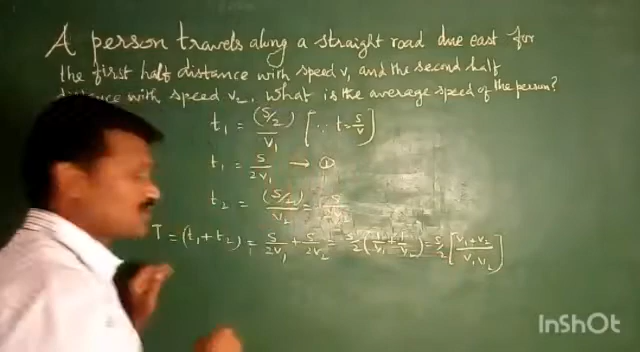 A person travels along a straight road due east for
the first half distance with speed v₁ and the second half
distance with speed v₂. What is the average speed of the person?
t₁ = (S/2)/V₁ [∵ t = S/V]
t₁ = S/2V₁ → ①
t₂ = (S/2)/V₂ = S/2V₂
T = (t₁ + t₂) = S/2V₁ + S/2V₂ = S/2 (1/V₁ + 1/V₂) = S/2 [V₁+V₂/V₁V₂]
InShOt